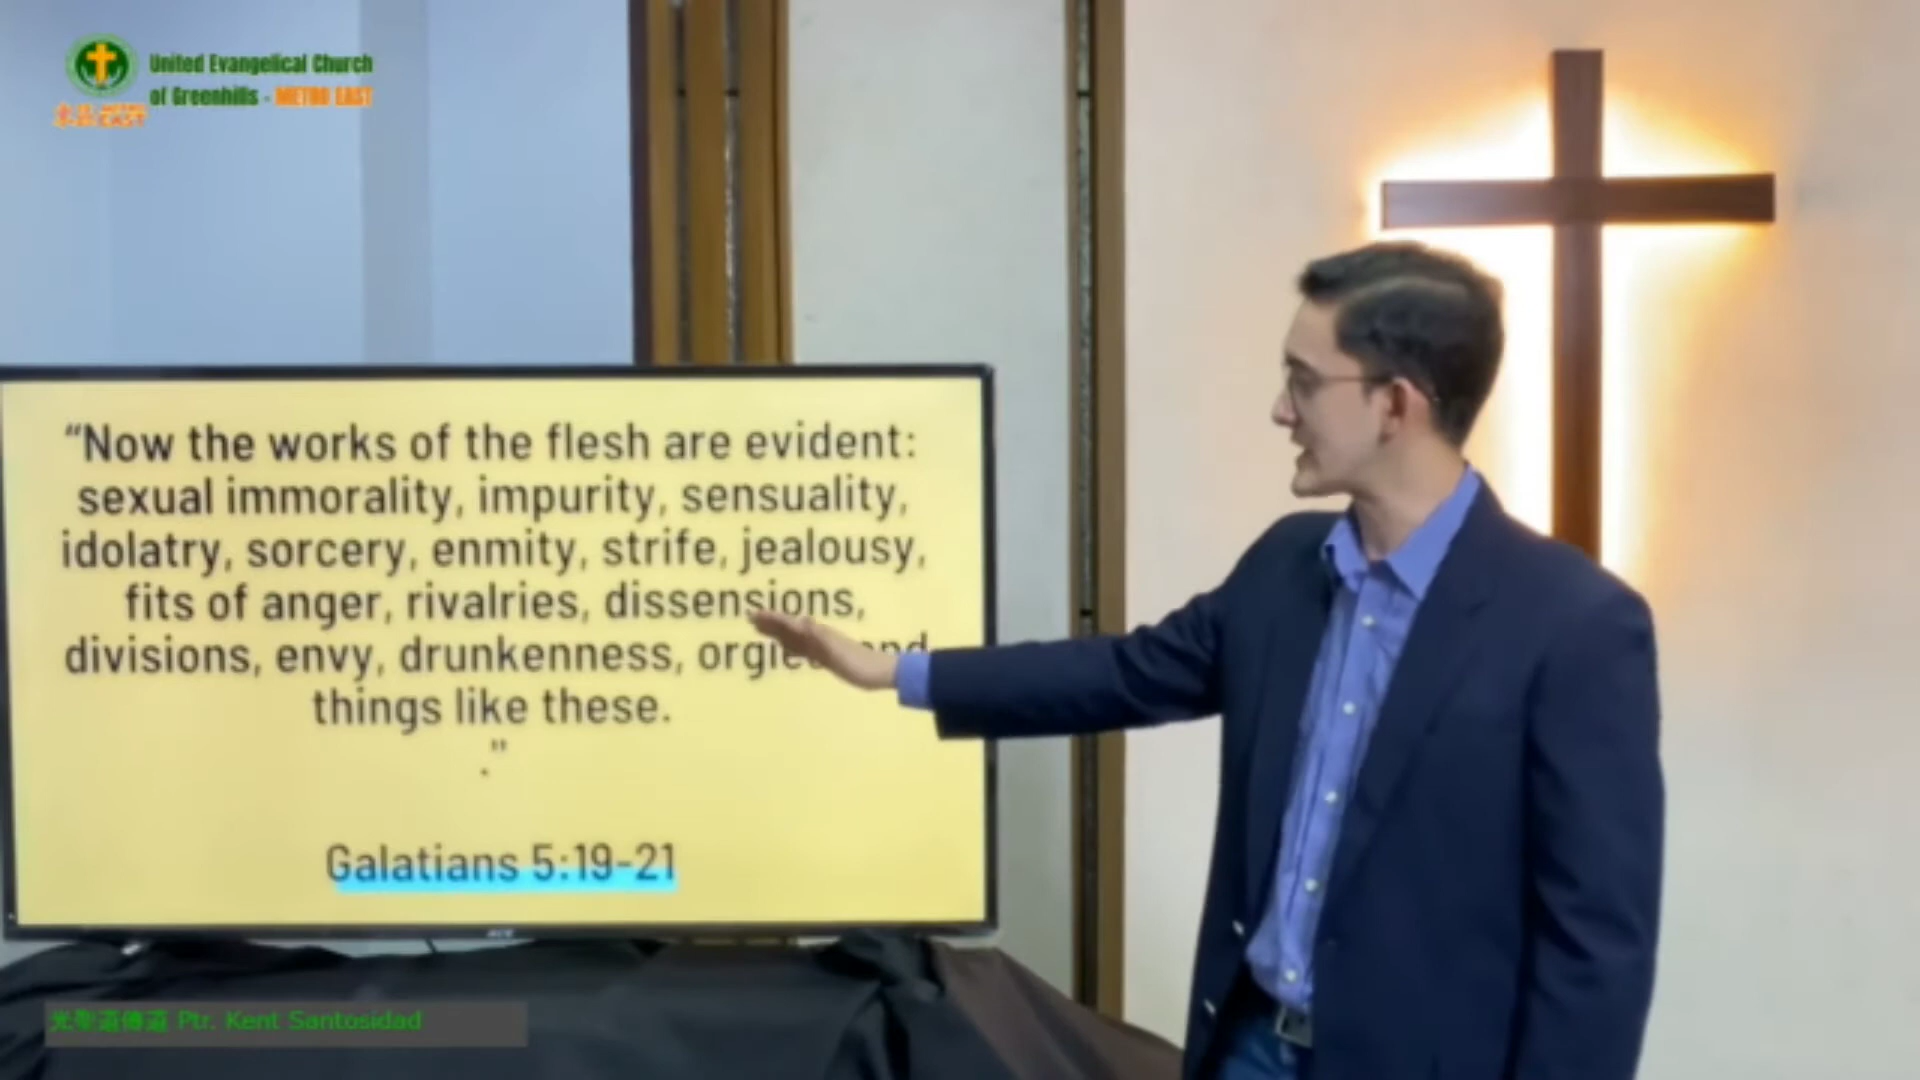 United Evangelical Church
of Greenhills - METRO EAST
“Now the works of the flesh are evident:
sexual immorality, impurity, sensuality,
idolatry, sorcery, enmity, strife, jealousy,
fits of anger, rivalries, dissensions,
divisions, envy, drunkenness, and
things like these.
."
Galatians 5:19-21
Ptr. Kent Santosidad